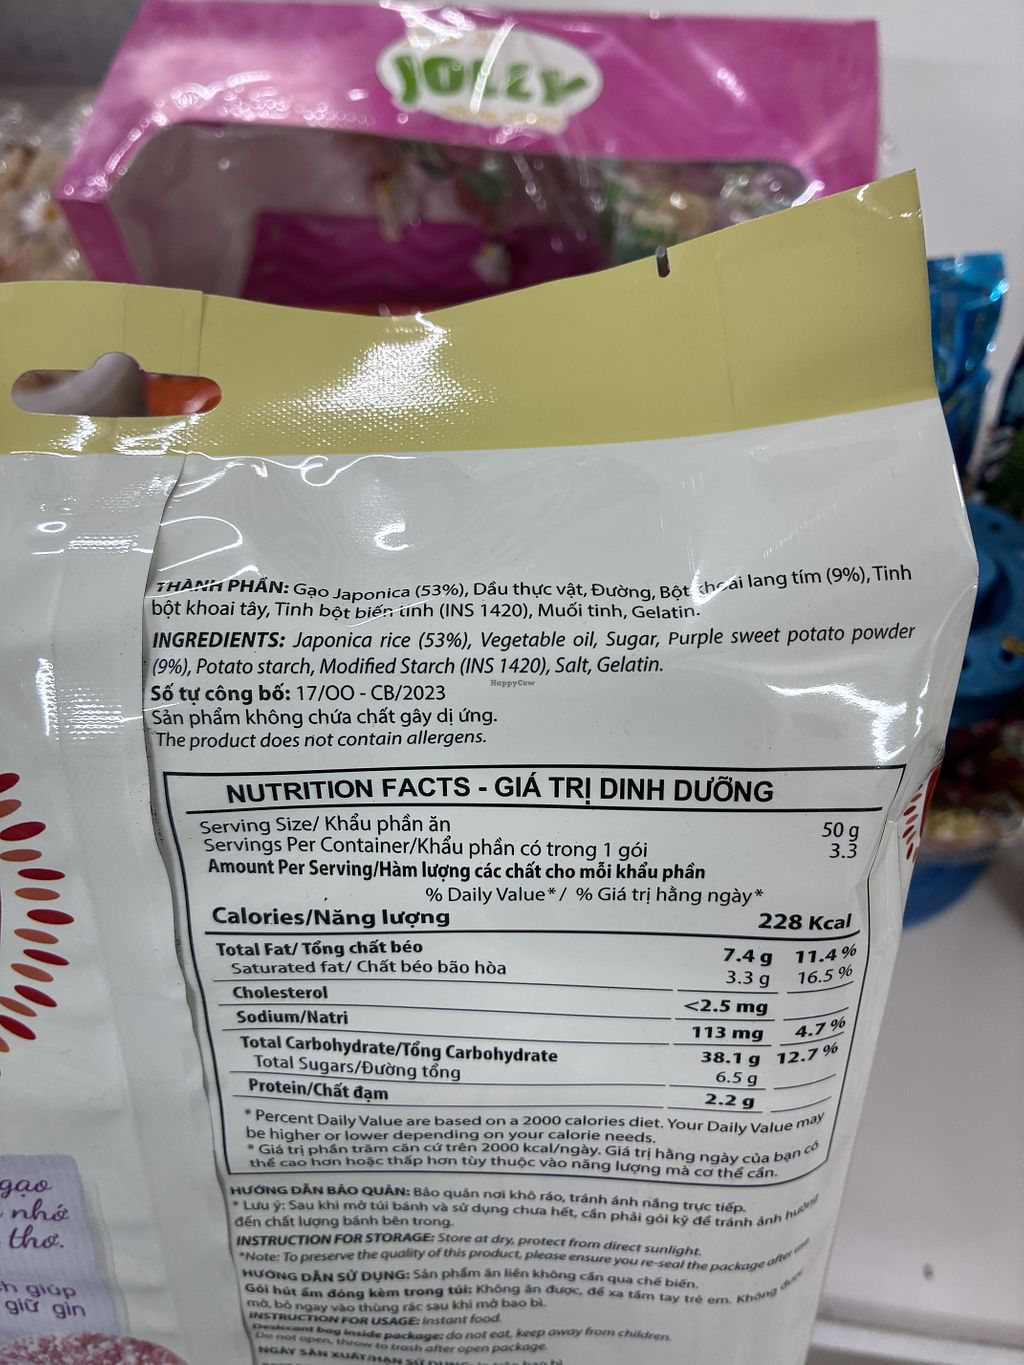 JOLLY
THÀNH PHẦN: Gạo Japonica (53%), Dầu thực vật, Đường, Bột khoai lang tím (9%), Tinh
bột khoai tây, Tinh bột biến tính (INS 1420), Muối tinh, Gelatin.
INGREDIENTS: Japonica rice (53%), Vegetable oil, Sugar, Purple sweet potato powder
(9%), Potato starch, Modified Starch (INS 1420), Salt, Gelatin.
HappyCow
Số tự công bố: 17/OO - CB/2023
Sản phẩm không chứa chất gây dị ứng.
The product does not contain allergens.
NUTRITION FACTS - GIÁ TRỊ DINH DƯỠNG
Serving Size/ Khẩu phần ăn 50 g
Servings Per Container/Khẩu phần có trong 1 gói 3.3
Amount Per Serving/Hàm lượng các chất cho mỗi khẩu phần
% Daily Value*/ % Giá trị hằng ngày*
Calories/Năng lượng 228 Kcal
Total Fat/ Tổng chất béo 7.4 g 11.4 %
Saturated fat/ Chất béo bão hòa 3.3 g 16.5 %
Cholesterol <2.5 mg
Sodium/Natri 113 mg 4.7 %
Total Carbohydrate/Tổng Carbohydrate 38.1 g 12.7 %
Total Sugars/Đường tổng 6.5 g
Protein/Chất đạm 2.2 g
* Percent Daily Value are based on a 2000 calories diet. Your Daily Value may
be higher or lower depending on your calorie needs.
* Giá trị phần trăm căn cứ trên 2000 kcal/ngày. Giá trị hằng ngày của bạn có
thể cao hơn hoặc thấp hơn tùy thuộc vào năng lượng mà cơ thể cần.
HƯỚNG DẪN BẢO QUẢN: Bảo quản nơi khô ráo, tránh ánh nắng trực tiếp.
* Lưu ý: Sau khi mở túi bánh và sử dụng chưa hết, cần phải gói kỹ để tránh ảnh hưởng
đến chất lượng bánh bên trong.
INSTRUCTION FOR STORAGE: Store at dry, protect from direct sunlight.
*Note: To preserve the quality of this product, please ensure you re-seal the package after use.
HƯỚNG DẪN SỬ DỤNG: Sản phẩm ăn liền không cần qua chế biến.
Gói hút ẩm đóng kèm trong túi: Không ăn được, để xa tầm tay trẻ em. Không được
mở, bỏ ngay vào thùng rác sau khi mở bao bì.
INSTRUCTION FOR USAGE: Instant food.
Desiccant bag inside package: do not eat, keep away from children.
Do not open, throw to trash after open package.
NGÀY SẢN XUẤT/HẠN SỬ DỤNG:
gạo
nhớ
thơ.
giúp
giữ gìn